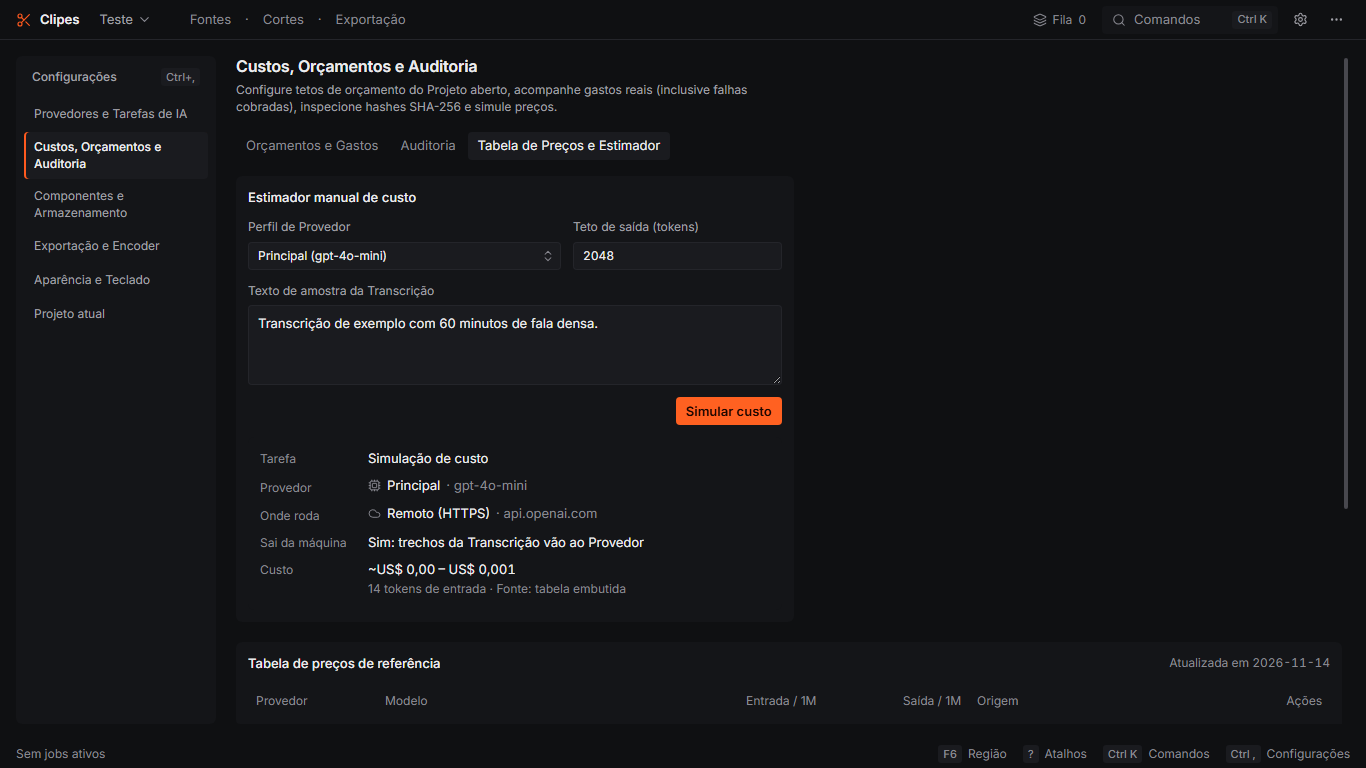 Clipes
Teste
Fontes · Cortes · Exportação
Fila 0
Comandos Ctrl K
Configurações Ctrl+,
Provedores e Tarefas de IA
Custos, Orçamentos e
Auditoria
Componentes e
Armazenamento
Exportação e Encoder
Aparência e Teclado
Projeto atual
Custos, Orçamentos e Auditoria
Configure tetos de orçamento do Projeto aberto, acompanhe gastos reais (inclusive falhas
cobradas), inspecione hashes SHA-256 e simule preços.
Orçamentos e Gastos
Auditoria
Tabela de Preços e Estimador
Estimador manual de custo
Perfil de Provedor
Principal (gpt-4o-mini)
Teto de saída (tokens)
2048
Texto de amostra da Transcrição
Transcrição de exemplo com 60 minutos de fala densa.
Simular custo
Tarefa Simulação de custo
Provedor Principal · gpt-4o-mini
Onde roda Remoto (HTTPS) · api.openai.com
Sai da máquina Sim: trechos da Transcrição vão ao Provedor
Custo ~US$ 0,00 – US$ 0,001
14 tokens de entrada · Fonte: tabela embutida
Tabela de preços de referência
Atualizada em 2026-11-14
Provedor Modelo Entrada / 1M Saída / 1M Origem Ações
Sem jobs ativos
F6 Região ? Atalhos Ctrl K Comandos Ctrl , Configurações